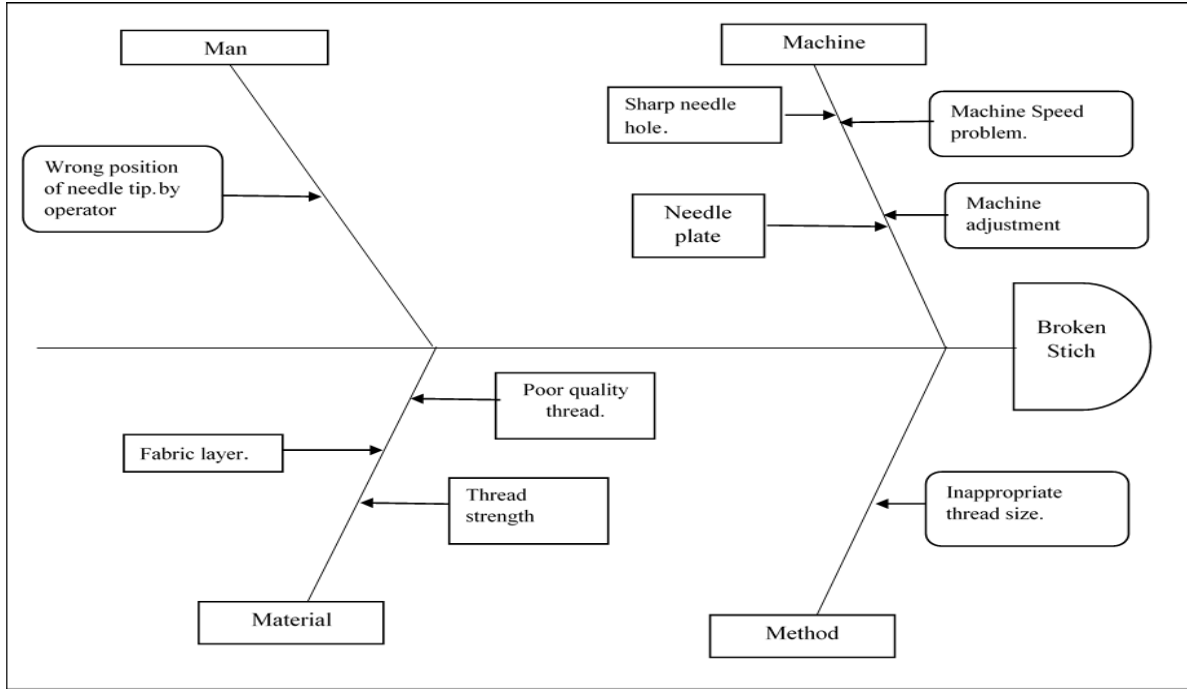 Man
Machine
Sharp needle
hole.
Machine Speed
problem.
Wrong position
of needle tip.by
operator
Needle
plate
Machine
adjustment
Broken
Stich
Poor quality
thread.
Fabric layer.
Thread
strength
Inappropriate
thread size.
Material
Method